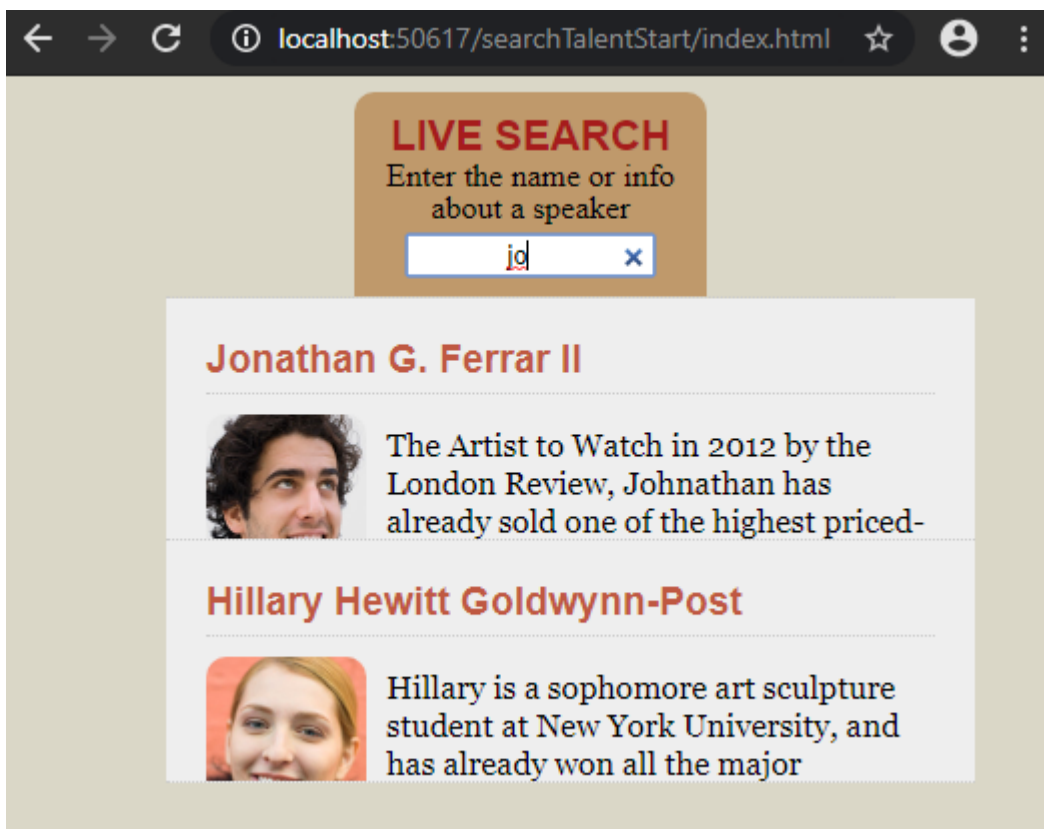 localhost:50617/searchTalentStart/index.html
LIVE SEARCH
Enter the name or info
about a speaker
jo
Jonathan G. Ferrar II
The Artist to Watch in 2012 by the
London Review, Johnathan has
already sold one of the highest priced-
Hillary Hewitt Goldwynn-Post
Hillary is a sophomore art sculpture
student at New York University, and
has already won all the major